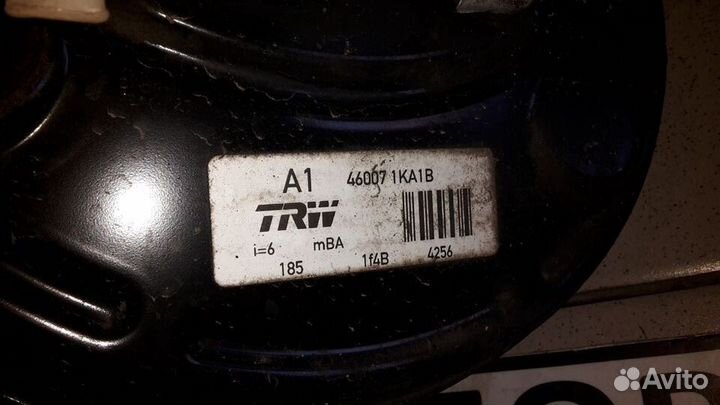 A1 46007 1KA1B
TRW
i=6 mBA
185 1f4B 4256
Avito